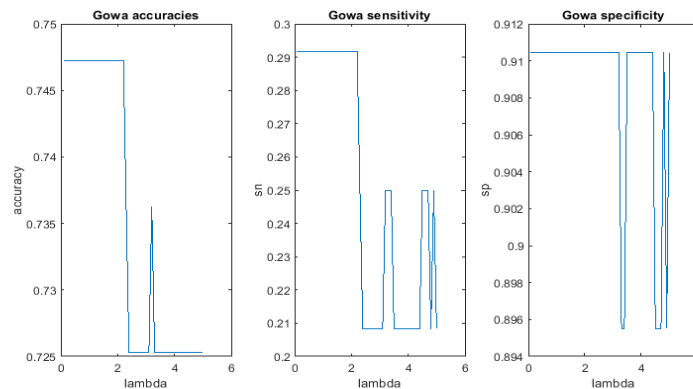 Gowa accuracies
0.75
0.745
0.74
0.735
0.73
0.725
accuracy
0 2 4 6
lambda
Gowa sensitivity
0.3
0.29
0.28
0.27
0.26
0.25
0.24
0.23
0.22
0.21
0.2
sn
0 2 4 6
lambda
Gowa specificity
0.912
0.91
0.908
0.906
0.904
0.902
0.9
0.898
0.896
0.894
sp
0 2 4
lambda